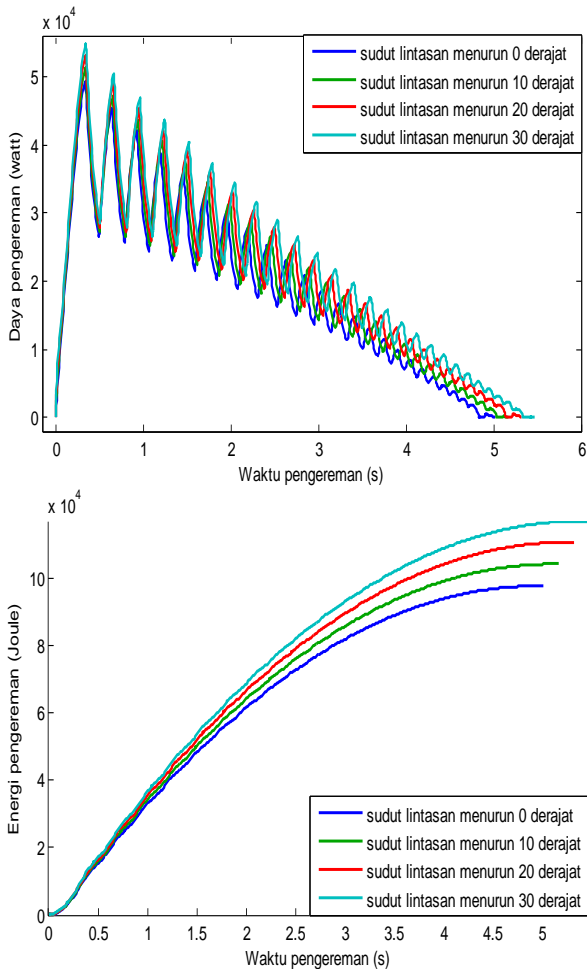 x 10^4
sudut lintasan menurun 0 derajat
sudut lintasan menurun 10 derajat
sudut lintasan menurun 20 derajat
sudut lintasan menurun 30 derajat
Daya pengereman (watt)
5
4
3
2
1
0
0 1 2 3 4 5 6
Waktu pengereman (s)
x 10^4
Energi pengereman (Joule)
10
8
6
4
2
0
sudut lintasan menurun 0 derajat
sudut lintasan menurun 10 derajat
sudut lintasan menurun 20 derajat
sudut lintasan menurun 30 derajat
0 0.5 1 1.5 2 2.5 3 3.5 4 4.5 5
Waktu pengereman (s)